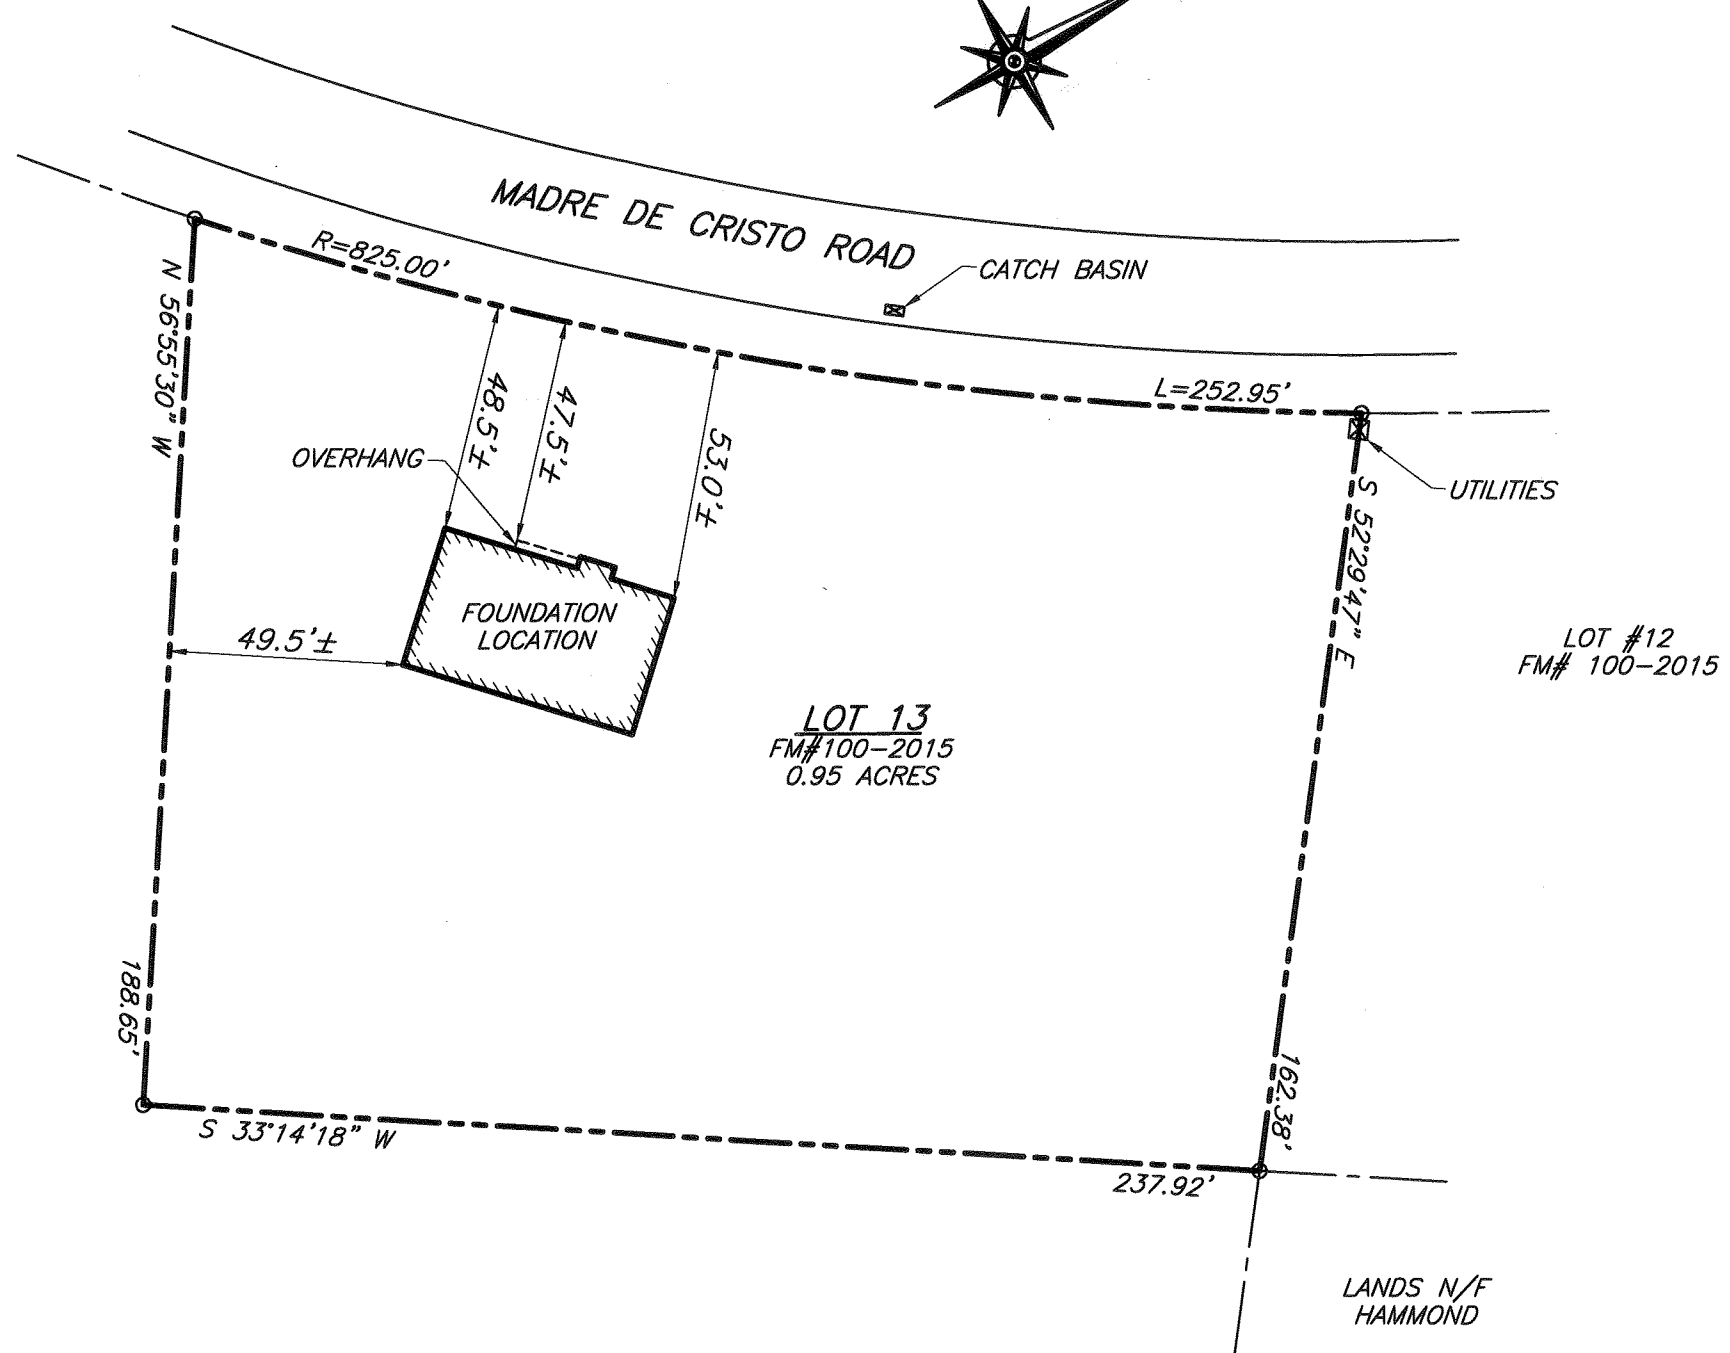 MADRE DE CRISTO ROAD
CATCH BASIN
R=825.00'
L=252.95'
N 56°55'30" W
188.65'
48.5'±
47.5'±
53.0'±
OVERHANG
UTILITIES
S 52°29'47" E
162.38'
FOUNDATION
LOCATION
49.5'±
LOT #12
FM# 100-2015
LOT 13
FM#100-2015
0.95 ACRES
S 33°14'18" W
237.92'
LANDS N/F
HAMMOND